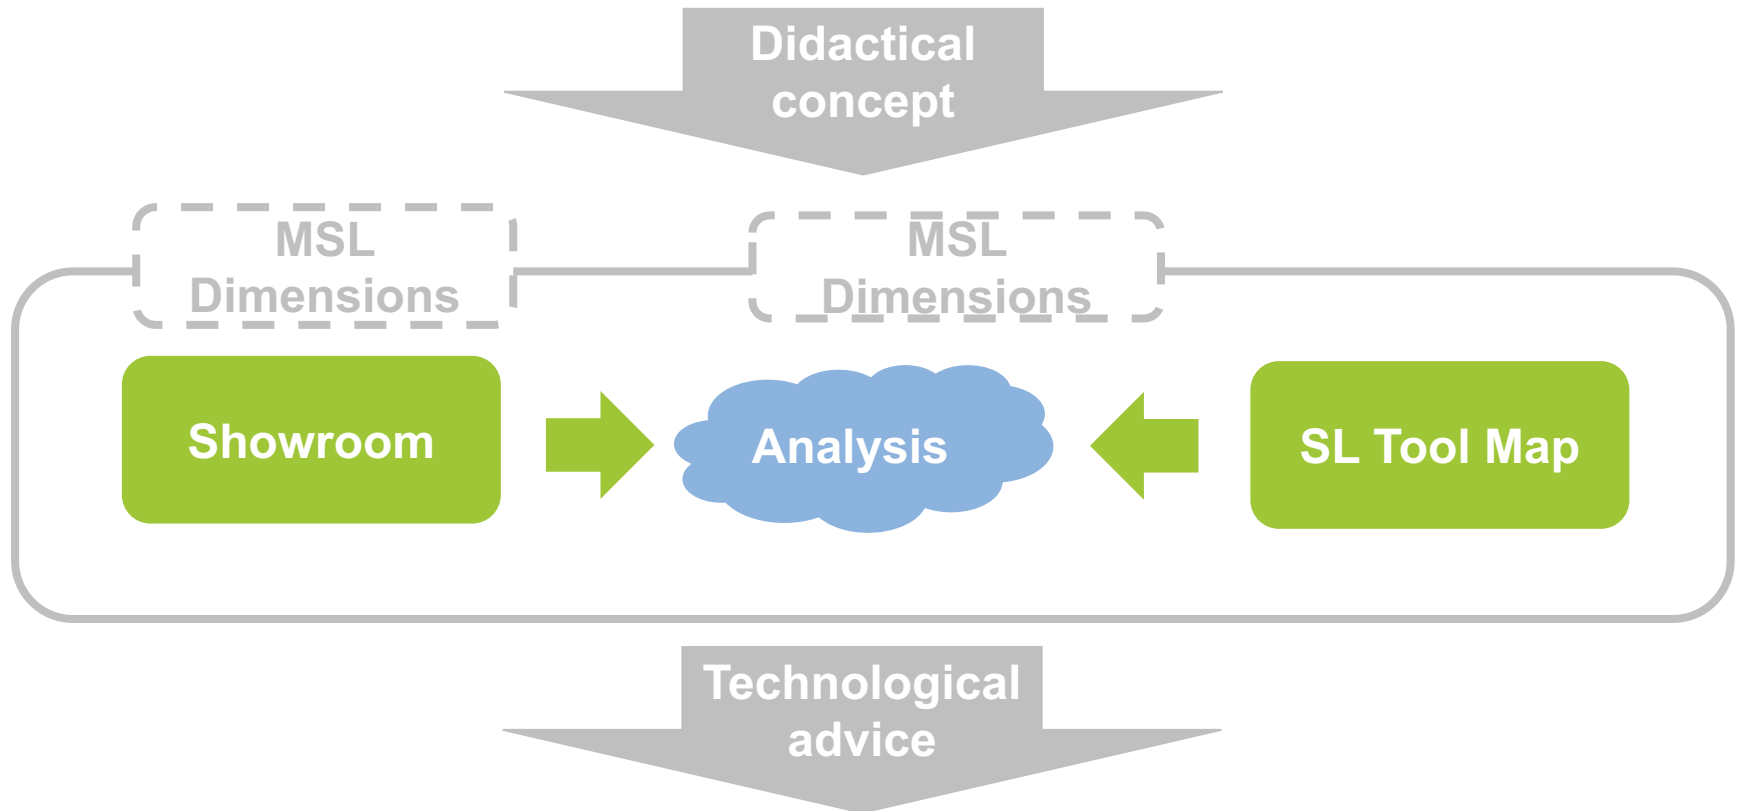 Didactical
concept
MSL
Dimensions
MSL
Dimensions
Showroom
Analysis
SL Tool Map
Technological
advice